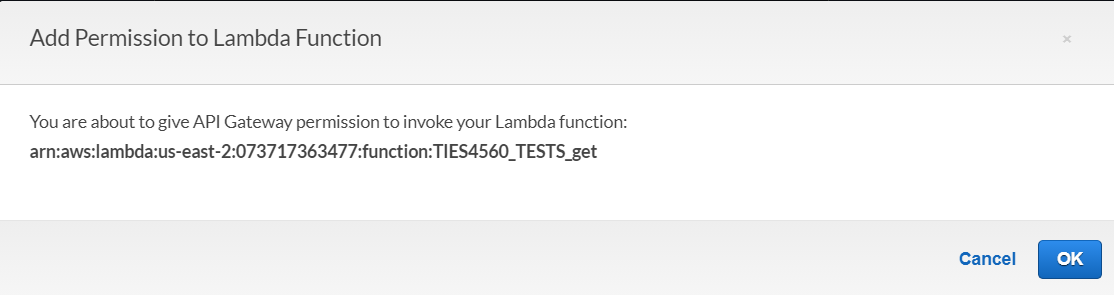 Add Permission to Lambda Function
×
You are about to give API Gateway permission to invoke your Lambda function:
arn:aws:lambda:us-east-2:073717363477:function:TIES4560_TESTS_get
Cancel
OK